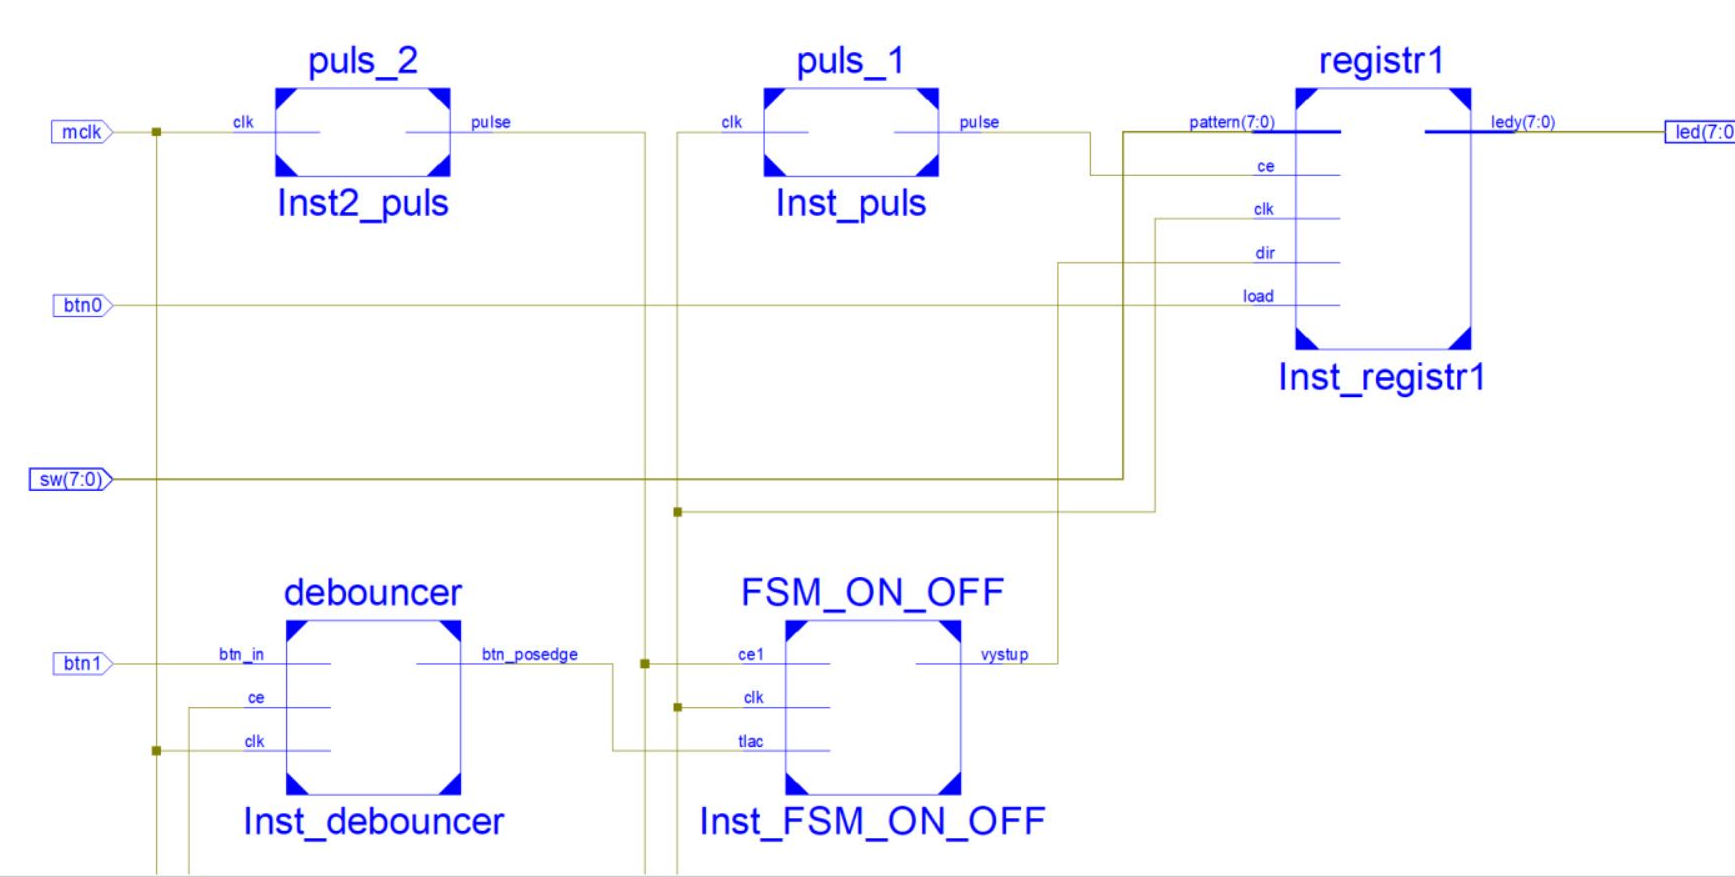 puls_2
puls_1
registr1
mclk
clk
pulse
clk
pulse
pattern(7:0)
ledy(7:0)
led(7:0
ce
Inst2_puls
Inst_puls
clk
dir
btn0
load
Inst_registr1
sw(7:0)
debouncer
FSM_ON_OFF
btn1
btn_in
btn_posedge
ce1
vystup
ce
clk
clk
tlac
Inst_debouncer
Inst_FSM_ON_OFF